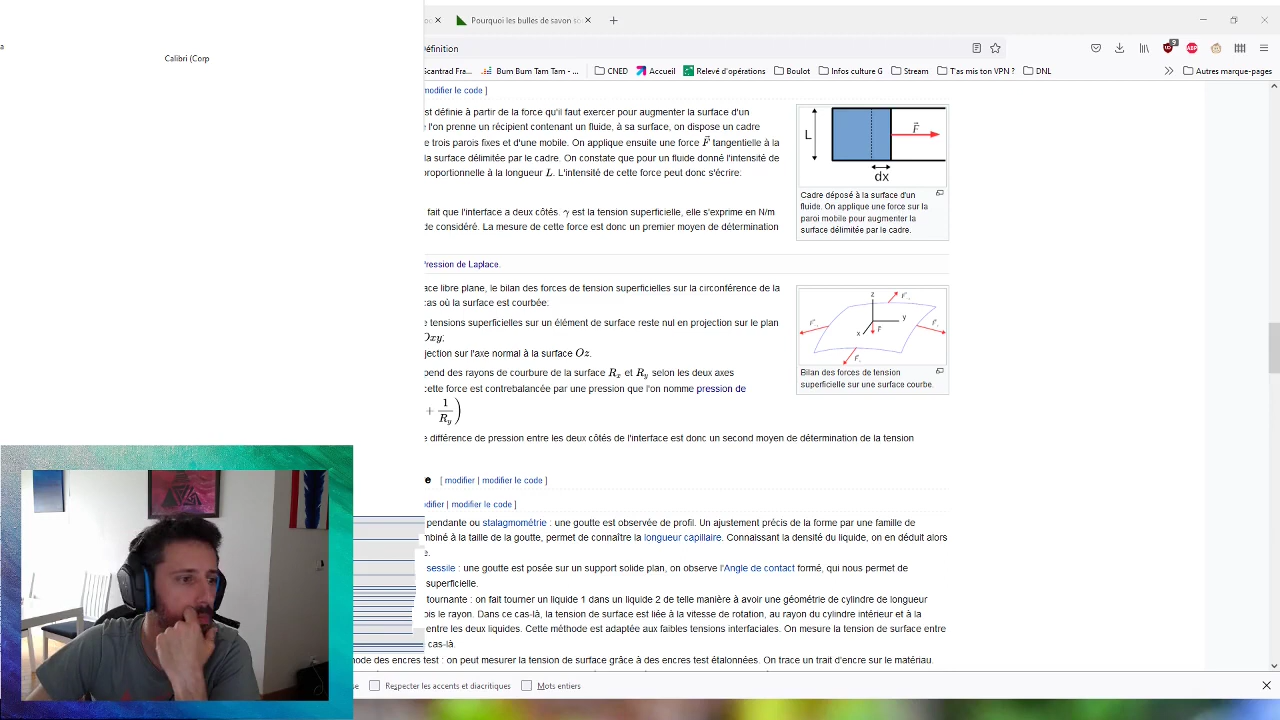 Pourquoi les bulles de savon so
a
Calibri (Corp
éfinition
9
ABP
Scantrad Fra...
Bum Bum Tam Tam - ...
CNED
Accueil
Relevé d'opérations
Boulot
Infos culture G
Stream
T'as mis ton VPN ?
DNL
Autres marque-pages
modifier le code ]
st définie à partir de la force qu'il faut exercer pour augmenter la surface d'un
e l'on prenne un récipient contenant un fluide, à sa surface, on dispose un cadre
e trois parois fixes et d'une mobile. On applique ensuite une force F⃗ tangentiellement à la
la surface délimitée par le cadre. On constate que pour un fluide donné l'intensité de
proportionnelle à la longueur L. L'intensité de cette force peut donc s'écrire:
L
F⃗
dx
Cadre déposé à la surface d'un
fluide. On applique une force sur la
paroi mobile pour augmenter la
surface délimitée par le cadre.
fait que l'interface a deux côtés. γ est la tension superficielle, elle s'exprime en N/m
de considéré. La mesure de cette force est donc un premier moyen de détermination
ression de Laplace.
ace libre plane, le bilan des forces de tension superficielles sur la circonférence de la
cas où la surface est courbée:
e tensions superficielles sur un élément de surface reste nul en projection sur le plan
Oxy;
ojection sur l'axe normal à la surface Oz.
épend des rayons de courbure de la surface Rx et Ry selon les deux axes
cette force est contrebalancée par une pression que l'on nomme pression de
+ 1/Ry)
z
y
x
Bilan des forces de tension
superficielle sur une surface courbe.
e différence de pression entre les deux côtés de l'interface est donc un second moyen de détermination de la tension
e [ modifier | modifier le code ]
odifier | modifier le code ]
pendante ou stalagmométrie : une goutte est observée de profil. Un ajustement précis de la forme par une famille de
mbiné à la taille de la goutte, permet de connaître la longueur capillaire. Connaissant la densité du liquide, on en déduit alors
e.
sessile : une goutte est posée sur un support solide plan, on observe l'Angle de contact formé, qui nous permet de
superficielle.
tournante : on fait tourner un liquide 1 dans un liquide 2 de telle manière à avoir une géométrie de cylindre de longueur
ois le rayon. Dans ce cas-là, la tension de surface est liée à la vitesse de rotation, au rayon du cylindre intérieur et à la
entre les deux liquides. Cette méthode est adaptée aux faibles tensions interfaciales. On mesure la tension de surface entre
cas-là.
hode des encres test : on peut mesurer la tension de surface grâce à des encres test étalonnées. On trace un trait d'encre sur le matériau.
se
Respecter les accents et diacritiques
Mots entiers